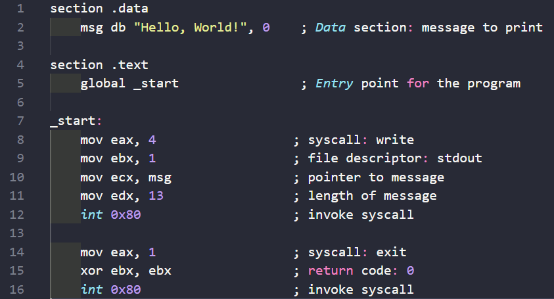 1 section .data
2     msg db "Hello, World!", 0    ; Data section: message to print
3
4 section .text
5     global _start                ; Entry point for the program
6
7 _start:
8     mov eax, 4                  ; syscall: write
9     mov ebx, 1                  ; file descriptor: stdout
10     mov ecx, msg                ; pointer to message
11     mov edx, 13                 ; length of message
12     int 0x80                    ; invoke syscall
13
14     mov eax, 1                  ; syscall: exit
15     xor ebx, ebx                ; return code: 0
16     int 0x80                    ; invoke syscall